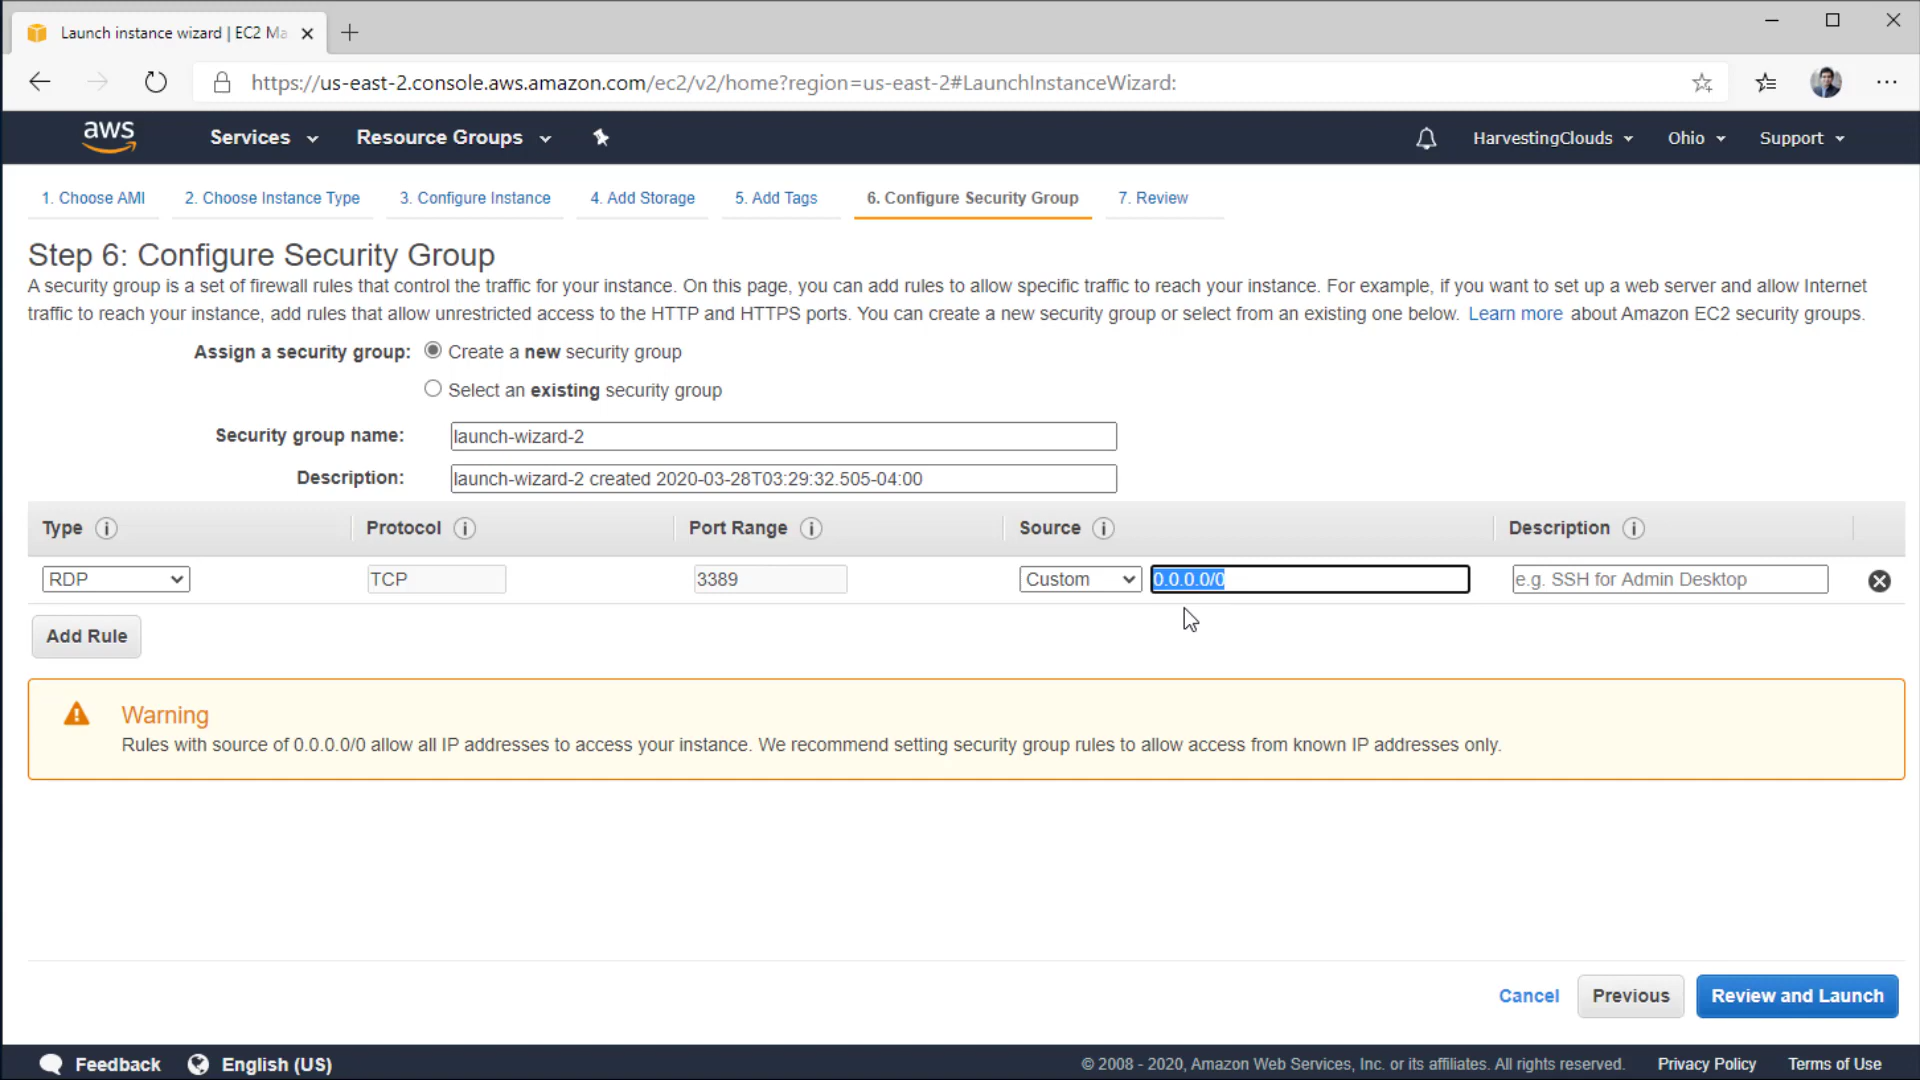 Launch instance wizard | EC2 Ma
https://us-east-2.console.aws.amazon.com/ec2/v2/home?region=us-east-2#LaunchInstanceWizard:
aws Services Resource Groups HarvestingClouds Ohio Support
1. Choose AMI 2. Choose Instance Type 3. Configure Instance 4. Add Storage 5. Add Tags 6. Configure Security Group 7. Review
Step 6: Configure Security Group
A security group is a set of firewall rules that control the traffic for your instance. On this page, you can add rules to allow specific traffic to reach your instance. For example, if you want to set up a web server and allow Internet
traffic to reach your instance, add rules that allow unrestricted access to the HTTP and HTTPS ports. You can create a new security group or select from an existing one below. Learn more about Amazon EC2 security groups.
Assign a security group: Create a new security group
Select an existing security group
Security group name: launch-wizard-2
Description: launch-wizard-2 created 2020-03-28T03:29:32.505-04:00
Type i Protocol i Port Range i Source i Description i
RDP TCP 3389 Custom 0.0.0.0/0 e.g. SSH for Admin Desktop
Add Rule
Warning
Rules with source of 0.0.0.0/0 allow all IP addresses to access your instance. We recommend setting security group rules to allow access from known IP addresses only.
Cancel Previous Review and Launch
Feedback English (US) © 2008 - 2020, Amazon Web Services, Inc. or its affiliates. All rights reserved. Privacy Policy Terms of Use